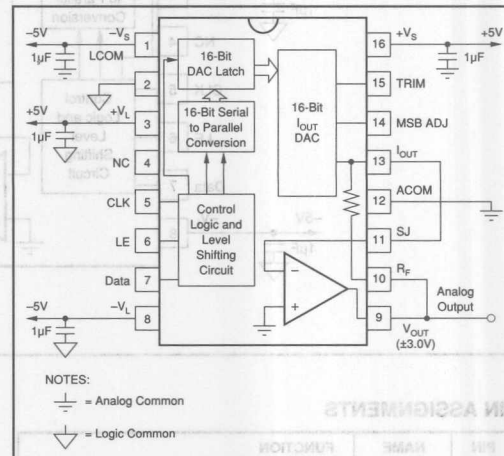 –5V
–VS
1µF
LCOM
1
2
+5V
+VL
1µF
3
NC
4
CLK
5
LE
6
Data
7
–5V
–VL
1µF
8
16-Bit
DAC Latch
16-Bit Serial
to Parallel
Conversion
Control
Logic and
Level
Shifting
Circuit
16-Bit
IOUT
DAC
–
+
16
+VS
+5V
1µF
15
TRIM
14
MSB ADJ
13
IOUT
12
ACOM
11
SJ
10
RF
9
Analog
Output
VOUT
(±3.0V)
NOTES:
= Analog Common
= Logic Common